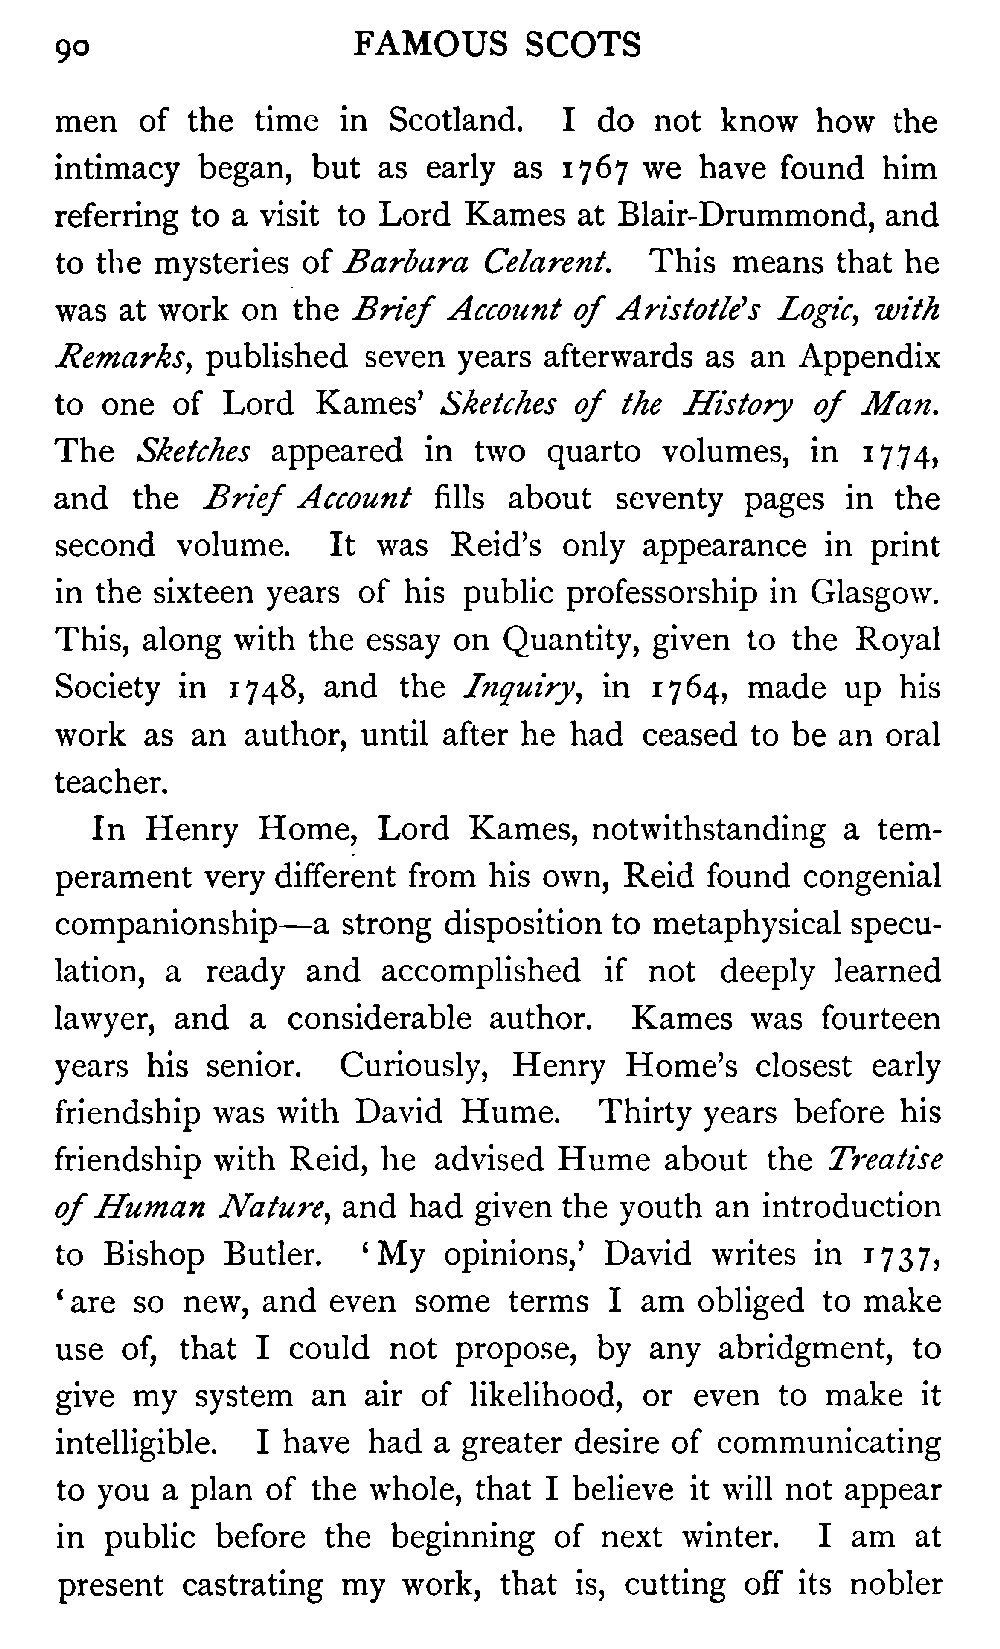 90 FAMOUS SCOTS
men of the time in Scotland. I do not know how the
intimacy began, but as early as 1767 we have found him
referring to a visit to Lord Kames at Blair-Drummond, and
to the mysteries of Barbara Celarent. This means that he
was at work on the Brief Account of Aristotle's Logic, with
Remarks, published seven years afterwards as an Appendix
to one of Lord Kames' Sketches of the History of Man.
The Sketches appeared in two quarto volumes, in 1774,
and the Brief Account fills about seventy pages in the
second volume. It was Reid's only appearance in print
in the sixteen years of his public professorship in Glasgow.
This, along with the essay on Quantity, given to the Royal
Society in 1748, and the Inquiry, in 1764, made up his
work as an author, until after he had ceased to be an oral
teacher.
In Henry Home, Lord Kames, notwithstanding a tem-
perament very different from his own, Reid found congenial
companionship—a strong disposition to metaphysical specu-
lation, a ready and accomplished if not deeply learned
lawyer, and a considerable author. Kames was fourteen
years his senior. Curiously, Henry Home's closest early
friendship was with David Hume. Thirty years before his
friendship with Reid, he advised Hume about the Treatise
of Human Nature, and had given the youth an introduction
to Bishop Butler. 'My opinions,' David writes in 1737,
'are so new, and even some terms I am obliged to make
use of, that I could not propose, by any abridgment, to
give my system an air of likelihood, or even to make it
intelligible. I have had a greater desire of communicating
to you a plan of the whole, that I believe it will not appear
in public before the beginning of next winter. I am at
present castrating my work, that is, cutting off its nobler